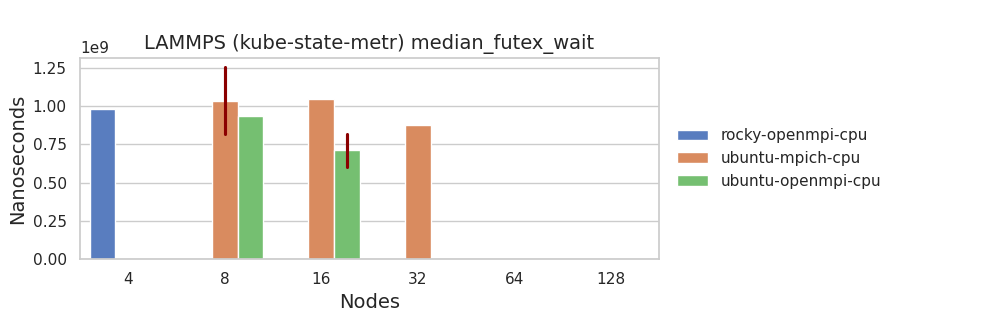 LAMMPS (kube-state-metr) median_futex_wait
1e9
1.25
1.00
0.75
0.50
0.25
0.00
Nanoseconds
4 8 16 32 64 128
Nodes
rocky-openmpi-cpu
ubuntu-mpich-cpu
ubuntu-openmpi-cpu